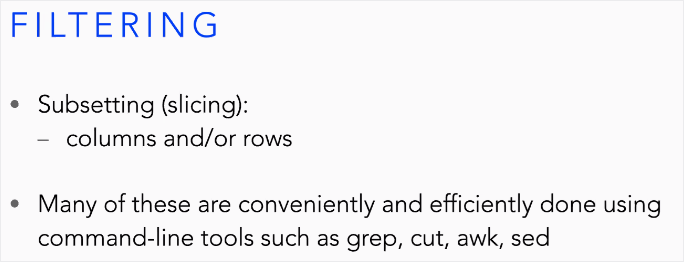 FILTERING
• Subsetting (slicing):
– columns and/or rows
• Many of these are conveniently and efficiently done using
command-line tools such as grep, cut, awk, sed